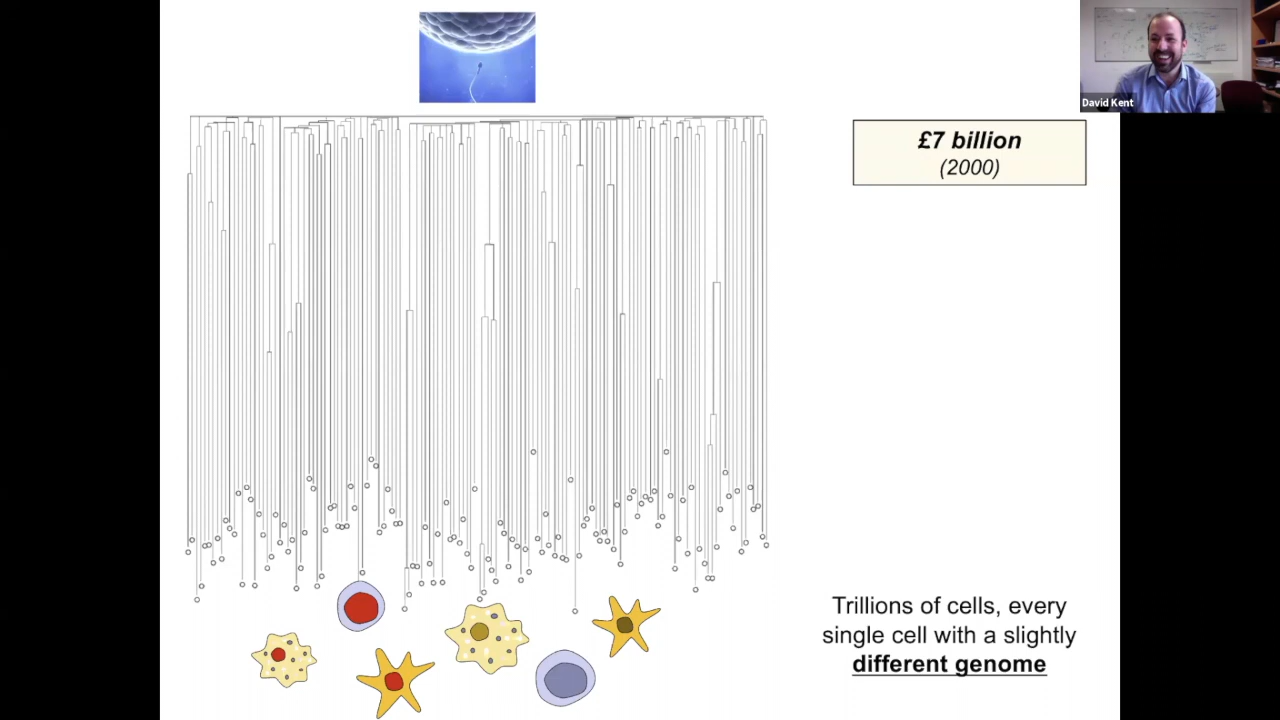 David Kent
£7 billion
(2000)
Trillions of cells, every
single cell with a slightly
different genome